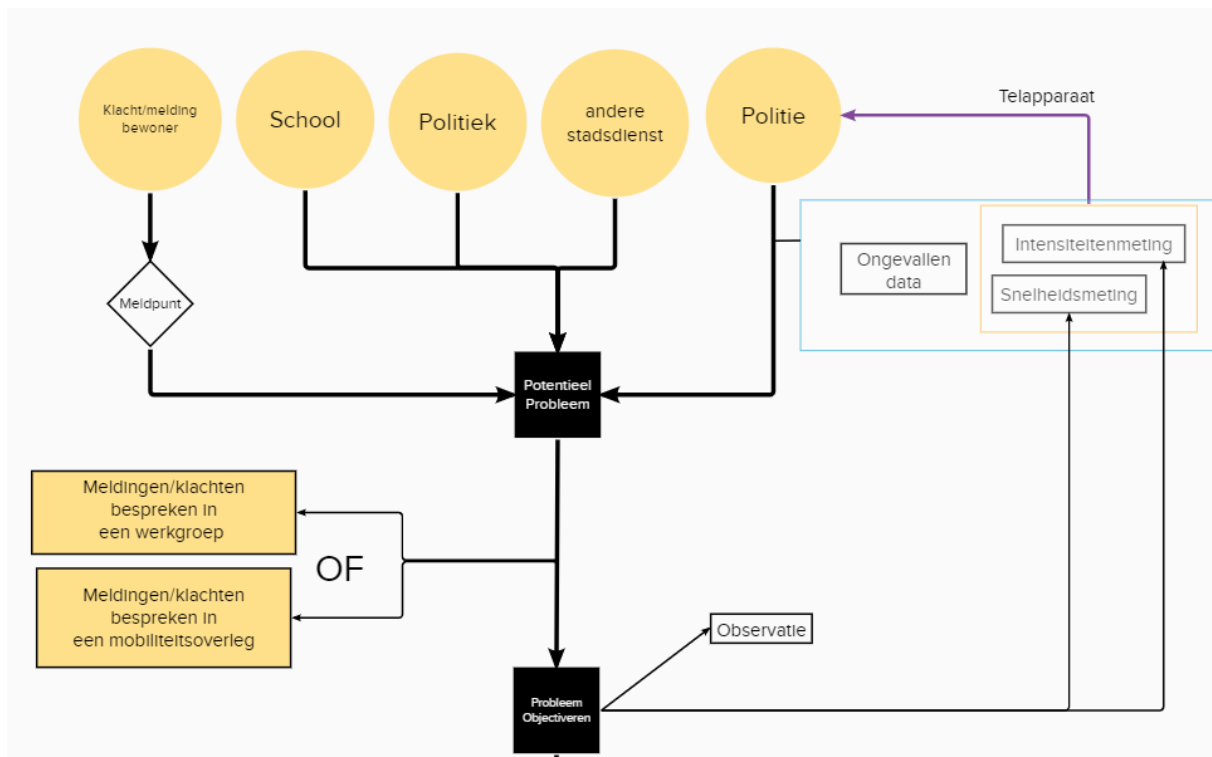 Klacht/melding
bewoner
School
Politiek
andere
stadsdienst
Politie
Telapparaat
Meldpunt
Ongevallen
data
Intensiteitenmeting
Snelheidsmeting
Potentieel
Probleem
Meldingen/klachten
bespreken in
een werkgroep
OF
Meldingen/klachten
bespreken in
een mobiliteitsoverleg
Observatie
Probleem
Objectiveren